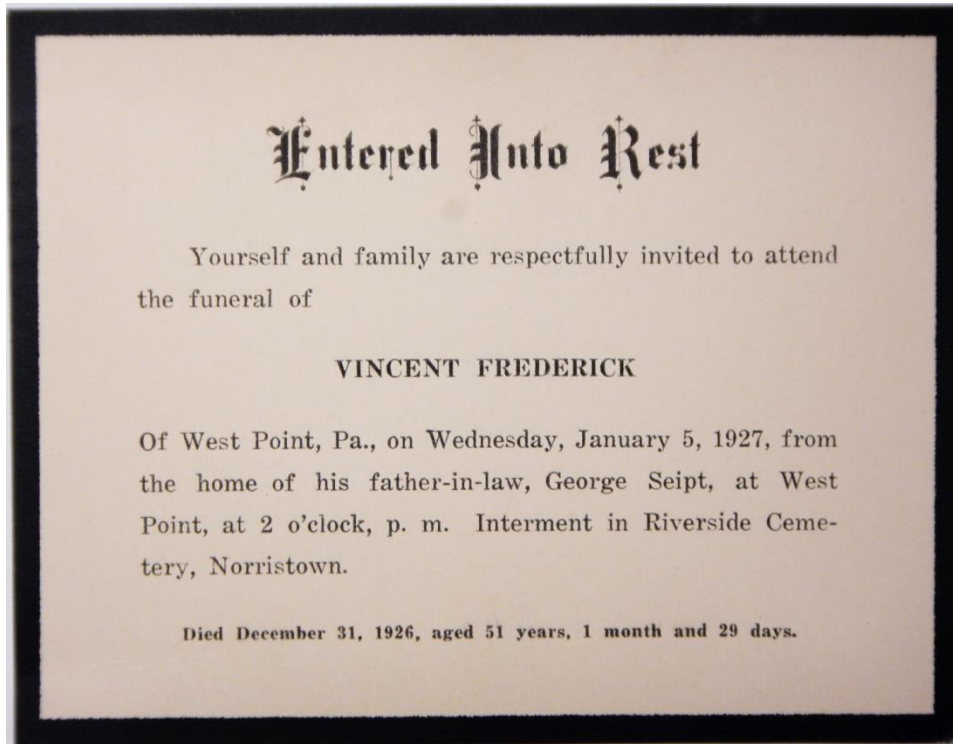 Entered Into Rest
Yourself and family are respectfully invited to attend
the funeral of
VINCENT FREDERICK
Of West Point, Pa., on Wednesday, January 5, 1927, from
the home of his father-in-law, George Seipt, at West
Point, at 2 o'clock, p. m. Interment in Riverside Ceme-
tery, Norristown.
Died December 31, 1926, aged 51 years, 1 month and 29 days.